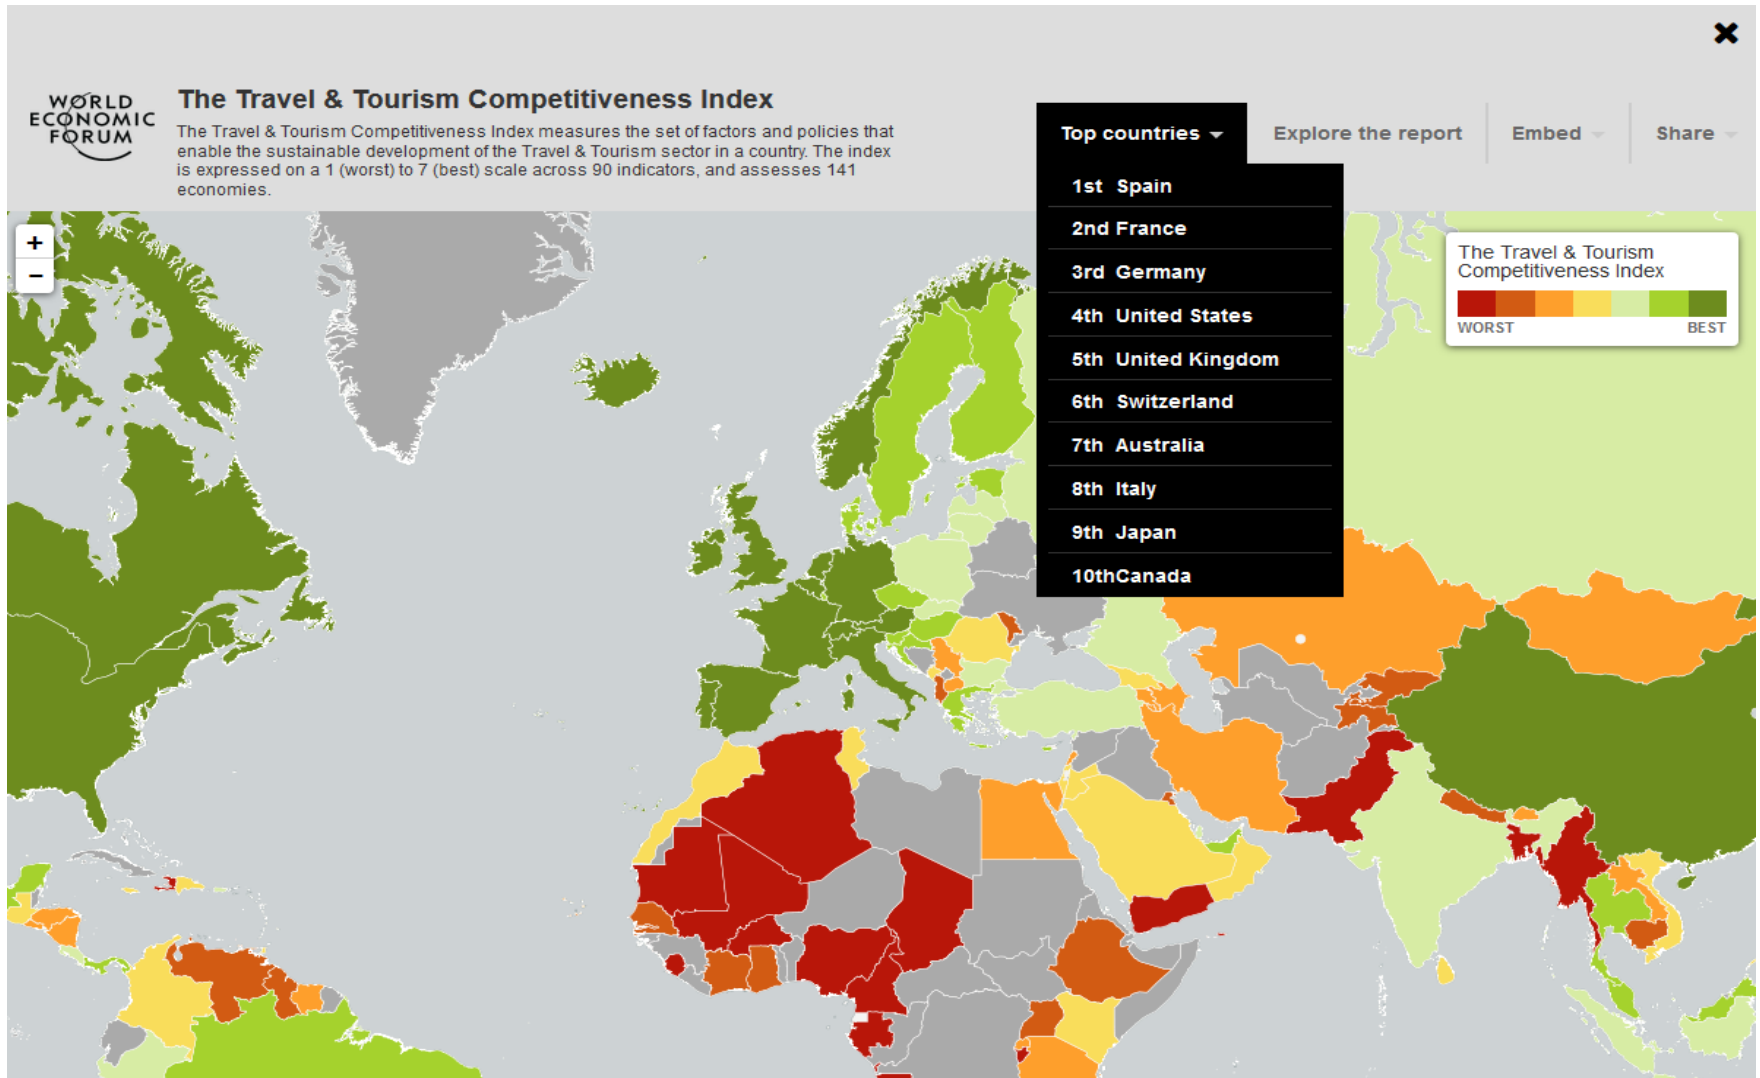 WORLD
ECONOMIC
FORUM
The Travel & Tourism Competitiveness Index
The Travel & Tourism Competitiveness Index measures the set of factors and policies that
enable the sustainable development of the Travel & Tourism sector in a country. The index
is expressed on a 1 (worst) to 7 (best) scale across 90 indicators, and assesses 141
economies.
Top countries
Explore the report
Embed
Share
1st Spain
2nd France
3rd Germany
4th United States
5th United Kingdom
6th Switzerland
7th Australia
8th Italy
9th Japan
10thCanada
+
−
The Travel & Tourism
Competitiveness Index
WORST BEST